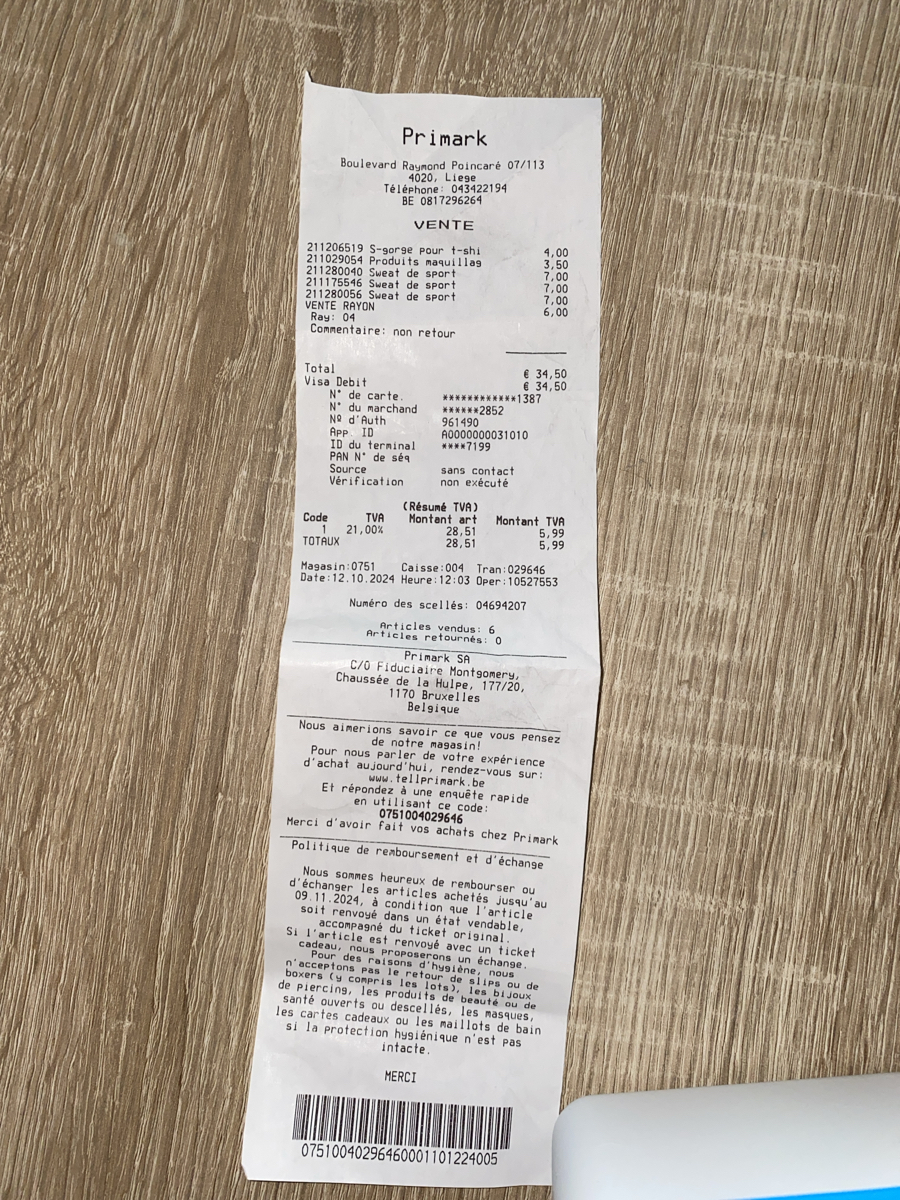 Primark
Boulevard Raymond Poincaré 07/113
4020, Liege
Téléphone: 043422194
BE 0817296264
VENTE
211206519 S-gorge pour t-shi 4,00
211029054 Produits maquillag 3,50
211280040 Sweat de sport 7,00
211175546 Sweat de sport 7,00
211280056 Sweat de sport 7,00
VENTE RAYON 6,00
Ray: 04
Commentaire: non retour
Total € 34,50
Visa Debit € 34,50
N° de carte. ************1387
N° du marchand ******2852
Nº d'Auth 961490
App. ID A0000000031010
ID du terminal ****7199
PAN N° de séq
Source sans contact
Vérification non exécuté
(Résumé TVA)
Code TVA Montant art Montant TVA
1 21,00% 28,51 5,99
TOTAUX 28,51 5,99
Magasin:0751 Caisse:004 Tran:029646
Date:12.10.2024 Heure:12:03 Oper:10527553
Numéro des scellés: 04694207
Articles vendus: 6
Articles retournés: 0
Primark SA
C/O Fiduciaire Montgomery,
Chaussée de la Hulpe, 177/20,
1170 Bruxelles
Belgique
Nous aimerions savoir ce que vous pensez
de notre magasin!
Pour nous parler de votre expérience
d'achat aujourd'hui, rendez-vous sur:
www.tellprimark.be
Et répondez à une enquête rapide
en utilisant ce code:
0751004029646
Merci d'avoir fait vos achats chez Primark
Politique de remboursement et d'échange
Nous sommes heureux de rembourser ou
d'échanger les articles achetés jusqu'au
09.11.2024, à condition que l'article
soit renvoyé dans un état vendable,
accompagné du ticket original.
Si l'article est renvoyé avec un ticket
cadeau, nous proposerons un échange.
Pour des raisons d'hygiène, nous
n'acceptons pas le retour de slips ou de
boxers (y compris les lots), les bijoux
de piercing, les produits de beauté ou de
santé ouverts ou descellés, les masques,
les cartes cadeaux ou les maillots de bain
si la protection hygiénique n'est pas
intacte.
MERCI
07510040296460001101224005